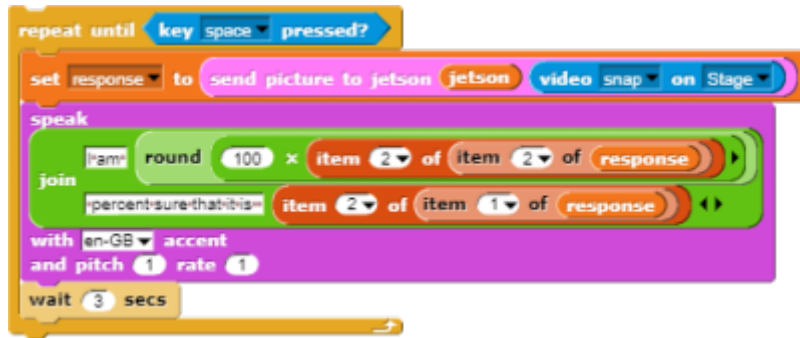 repeat until key space pressed?
set response to send picture to jetson jetson video snap on Stage
speak
I am round 100 × item 2 of item 2 of response
join
percent sure that it is item 2 of item 1 of response
with en-GB accent
and pitch 1 rate 1
wait 3 secs